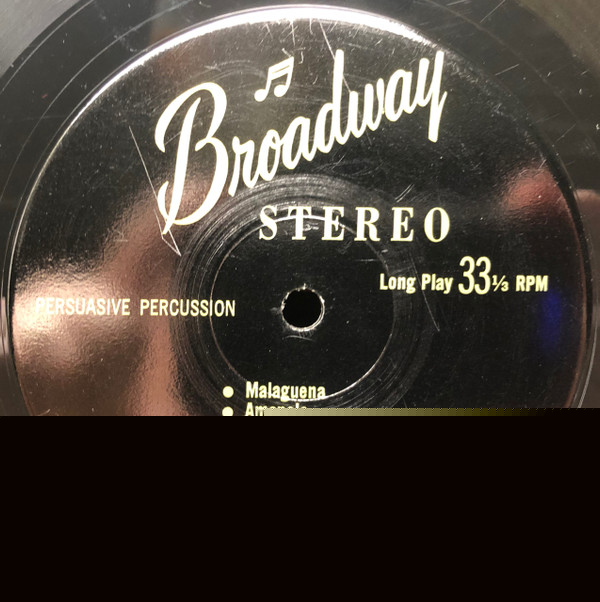 Broadway
STEREO
Long Play 33⅓ RPM
PERSUASIVE PERCUSSION
• Malaguena